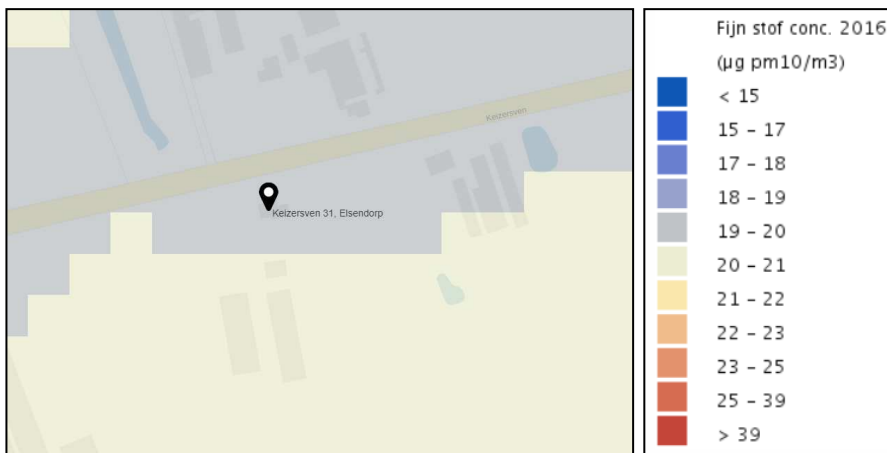 Keizersven
Keizersven 31, Elsendorp
Fijn stof conc. 2016
(µg pm10/m3)
< 15
15 – 17
17 – 18
18 – 19
19 – 20
20 – 21
21 – 22
22 – 23
23 – 25
25 – 39
> 39